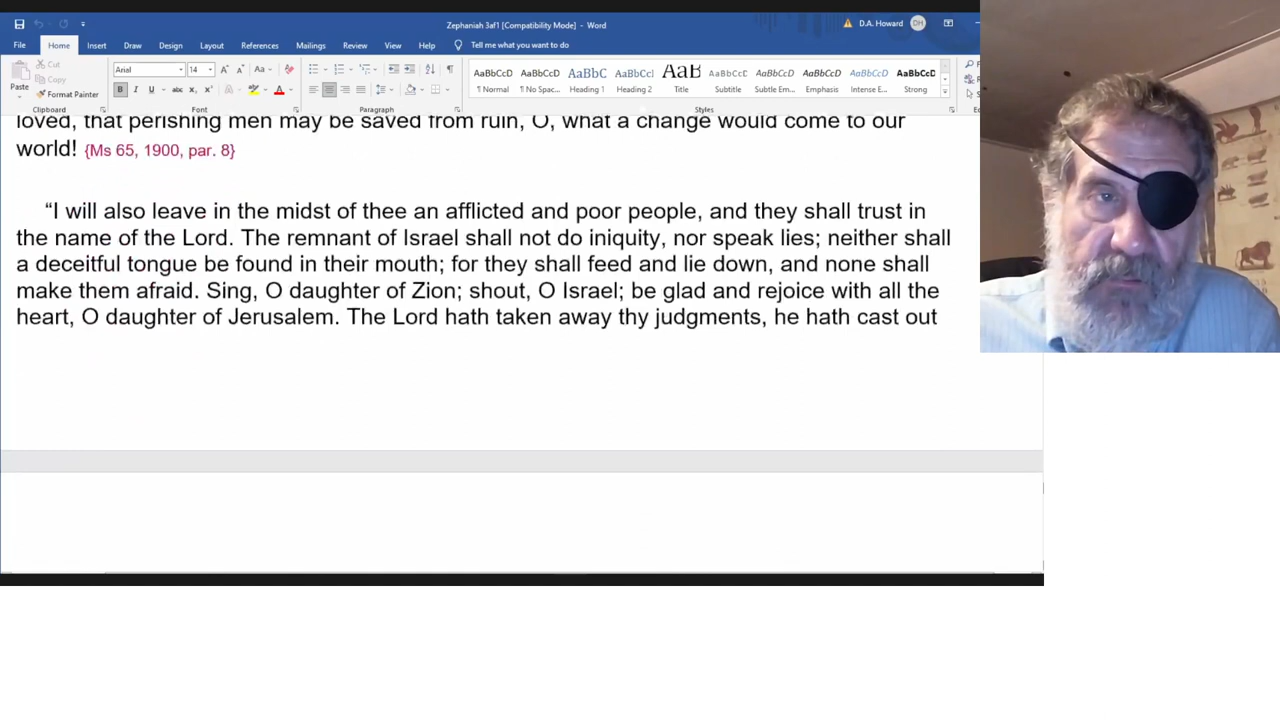 Zephaniah 3af1 [Compatibility Mode] - Word
D.A. Howard
DH
File Home Insert Draw Design Layout References Mailings Review View Help Tell me what you want to do
Paste
Cut
Copy
Format Painter
Clipboard
Arial 14
Font
Paragraph
AaBbCcD AaBbCcD AaBbC AaBbCcI AaB AaBbCcD AaBbCcD AaBbCcD AaBbCcD AaBbCcD
¶ Normal ¶ No Spac... Heading 1 Heading 2 Title Subtitle Subtle Em... Emphasis Intense E... Strong
Styles
loved, that perishing men may be saved from ruin, O, what a change would come to our
world! {Ms 65, 1900, par. 8}
“I will also leave in the midst of thee an afflicted and poor people, and they shall trust in
the name of the Lord. The remnant of Israel shall not do iniquity, nor speak lies; neither shall
a deceitful tongue be found in their mouth; for they shall feed and lie down, and none shall
make them afraid. Sing, O daughter of Zion; shout, O Israel; be glad and rejoice with all the
heart, O daughter of Jerusalem. The Lord hath taken away thy judgments, he hath cast out